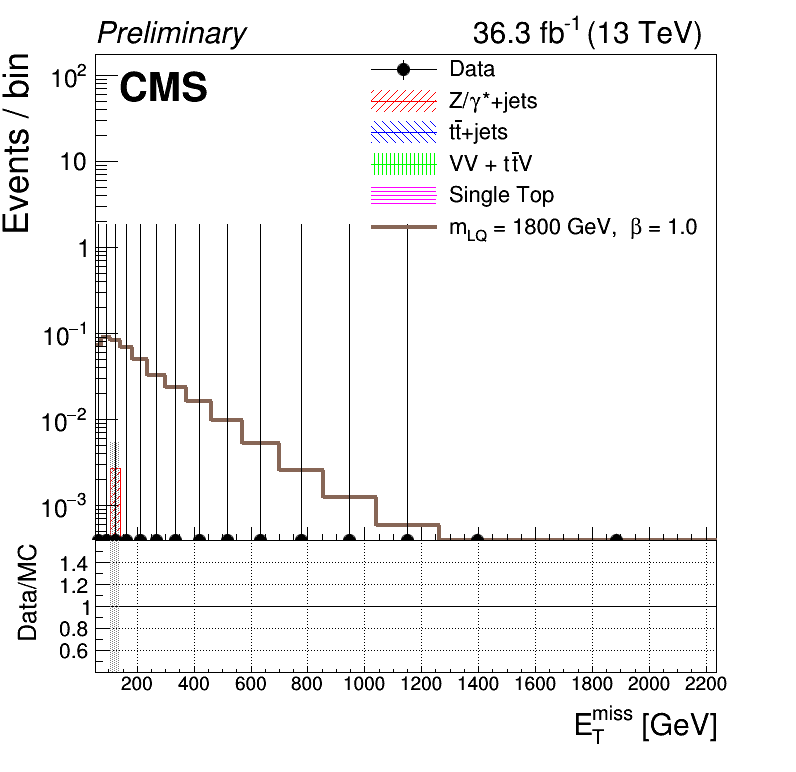 Preliminary 36.3 fb⁻¹ (13 TeV)
CMS
Data
Z/γ*+jets
tt̄+jets
VV + tt̄V
Single Top
m_LQ = 1800 GeV, β = 1.0
Events / bin
10²
10
1
10⁻¹
10⁻²
10⁻³
Data/MC
1.4
1.2
1
0.8
0.6
200 400 600 800 1000 1200 1400 1600 1800 2000 2200
E_T^miss [GeV]